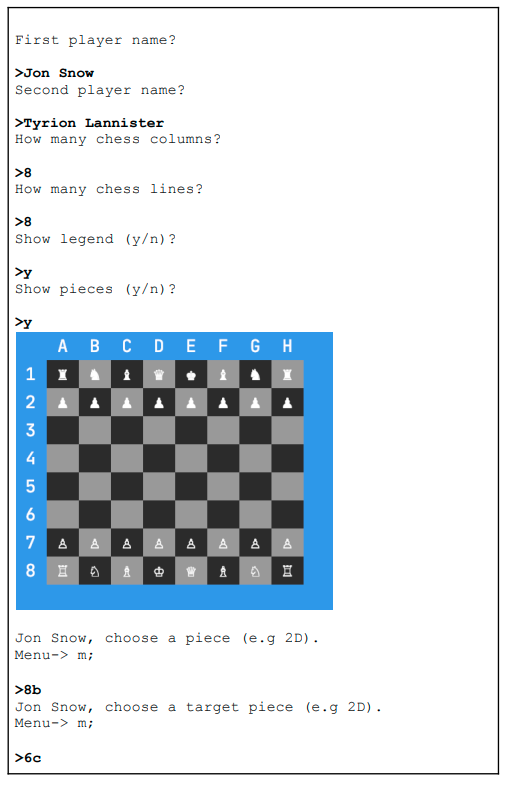 First player name?
>Jon Snow
Second player name?
>Tyrion Lannister
How many chess columns?
>8
How many chess lines?
>8
Show legend (y/n)?
>y
Show pieces (y/n)?
>y
A B C D E F G H
1 ♜ ♞ ♝ ♛ ♚ ♝ ♞ ♜
2 ♟ ♟ ♟ ♟ ♟ ♟ ♟ ♟
3
4
5
6
7 ♙ ♙ ♙ ♙ ♙ ♙ ♙ ♙
8 ♖ ♘ ♗ ♔ ♕ ♗ ♘ ♖
Jon Snow, choose a piece (e.g 2D).
Menu-> m;
>8b
Jon Snow, choose a target piece (e.g 2D).
Menu-> m;
>6c